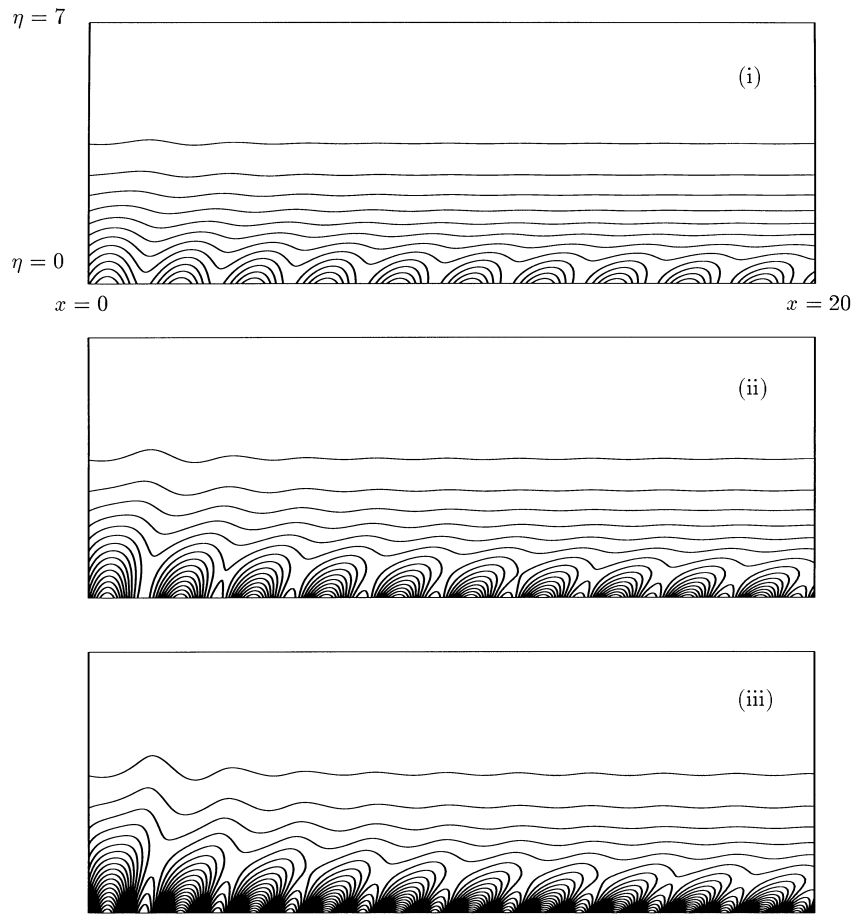 η = 7
(i)
η = 0
x = 0
x = 20
(ii)
(iii)